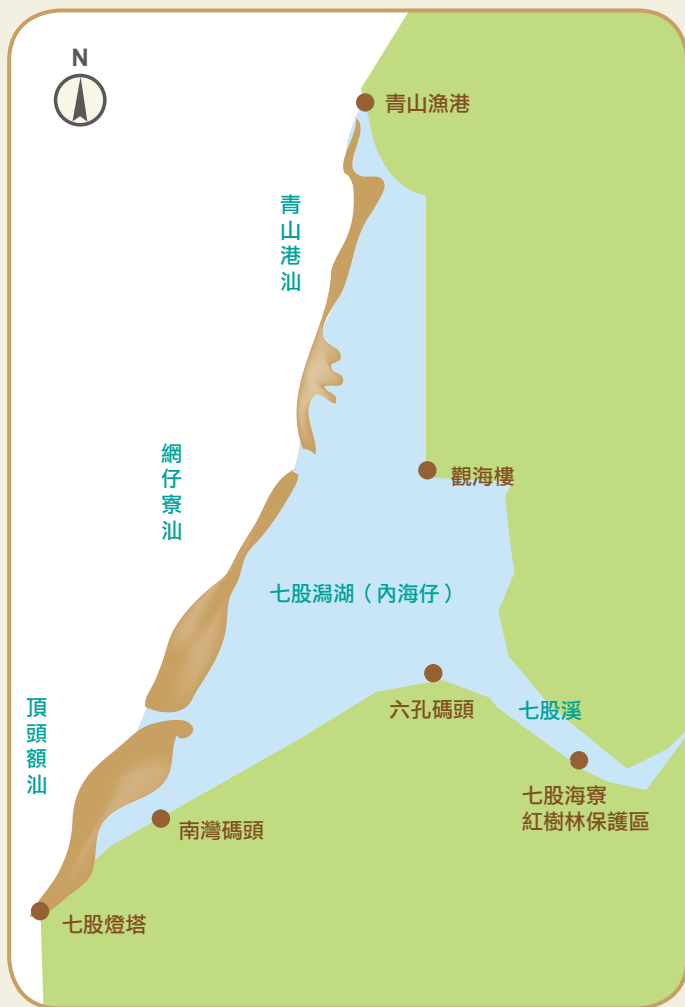 N
青山漁港
青山港汕
網仔寮汕
觀海樓
七股潟湖（內海仔）
頂頭額汕
六孔碼頭
七股溪
七股海寮
紅樹林保護區
南灣碼頭
七股燈塔